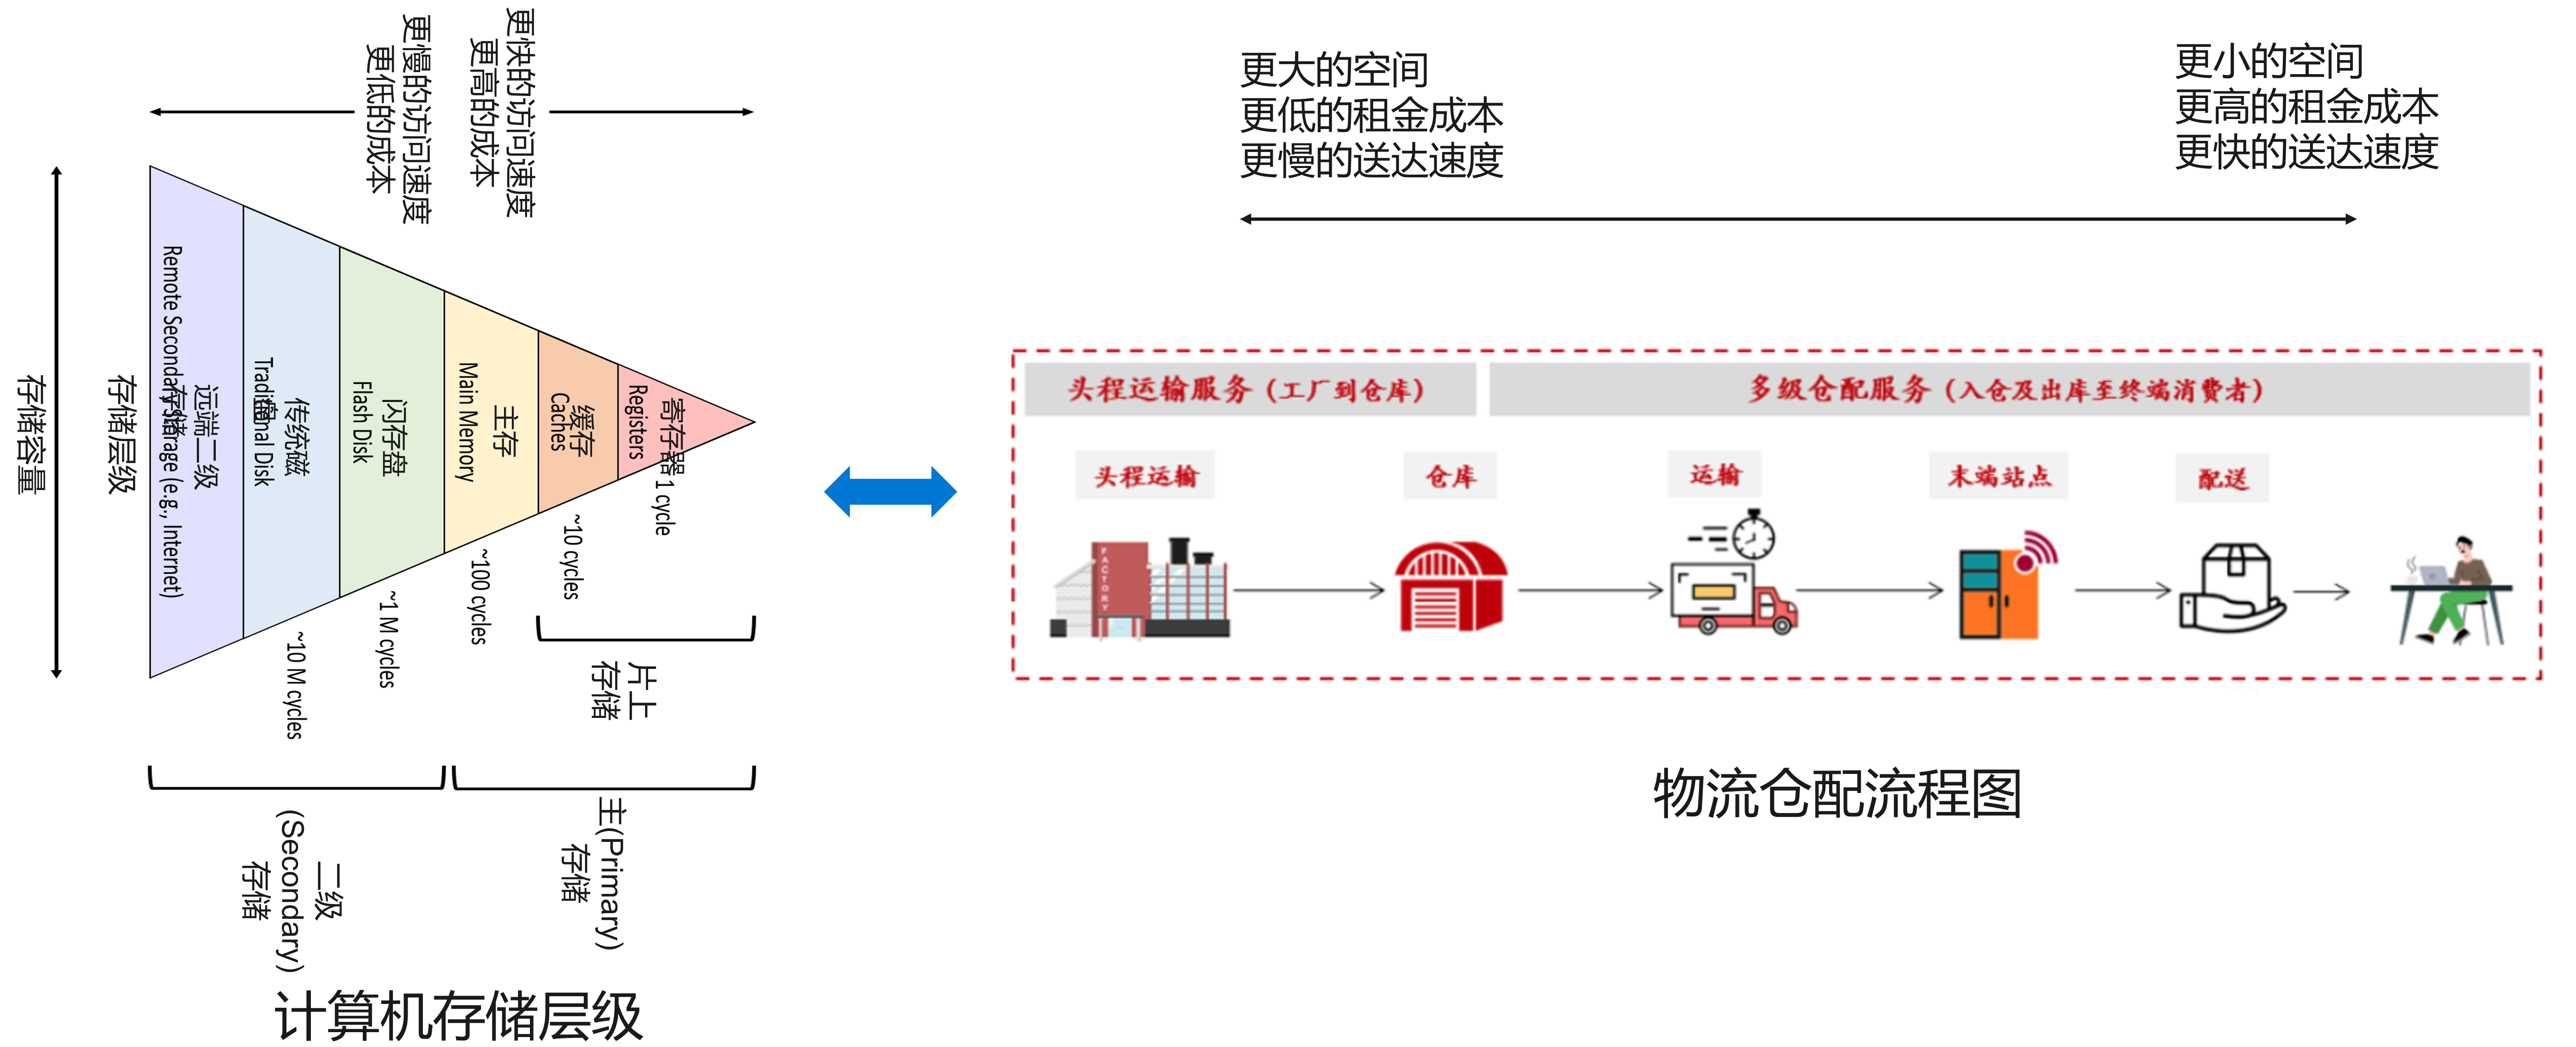 更快的访问速度
更高的成本
更慢的访问速度
更低的成本
存储容量
存储层级
远端二级
存储
Remote Secondary Storage (e.g., Internet)
传统磁
盘
Traditional Disk
闪存盘
Flash Disk
主存
Main Memory
缓存
Caches
寄存器
Registers
1 cycle
~10 cycles
~100 cycles
~1 M cycles
~10 M cycles
片上
存储
二级
(Secondary)
存储
主(Primary)
存储
计算机存储层级
更大的空间
更低的租金成本
更慢的送达速度
更小的空间
更高的租金成本
更快的送达速度
头程运输服务（工厂到仓库）
多级仓配服务（入仓及出库至终端消费者）
头程运输
仓库
运输
末端站点
配送
FACTORY
物流仓配流程图